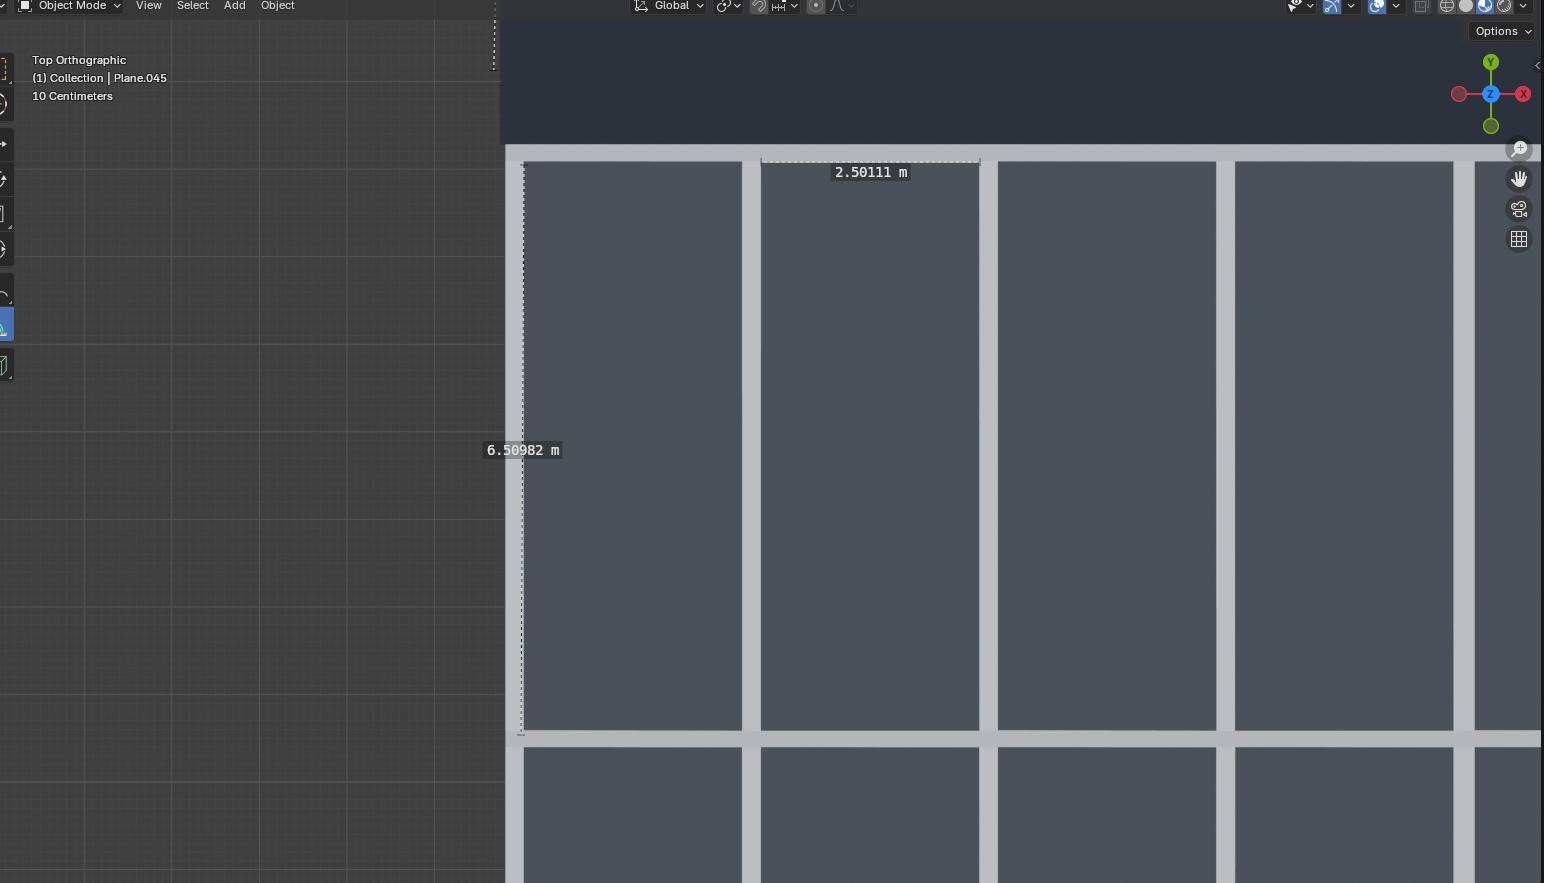 Object Mode View Select Add Object Global
Options
Top Orthographic
(1) Collection | Plane.045
10 Centimeters
Y
Z X
2.50111 m
6.50982 m